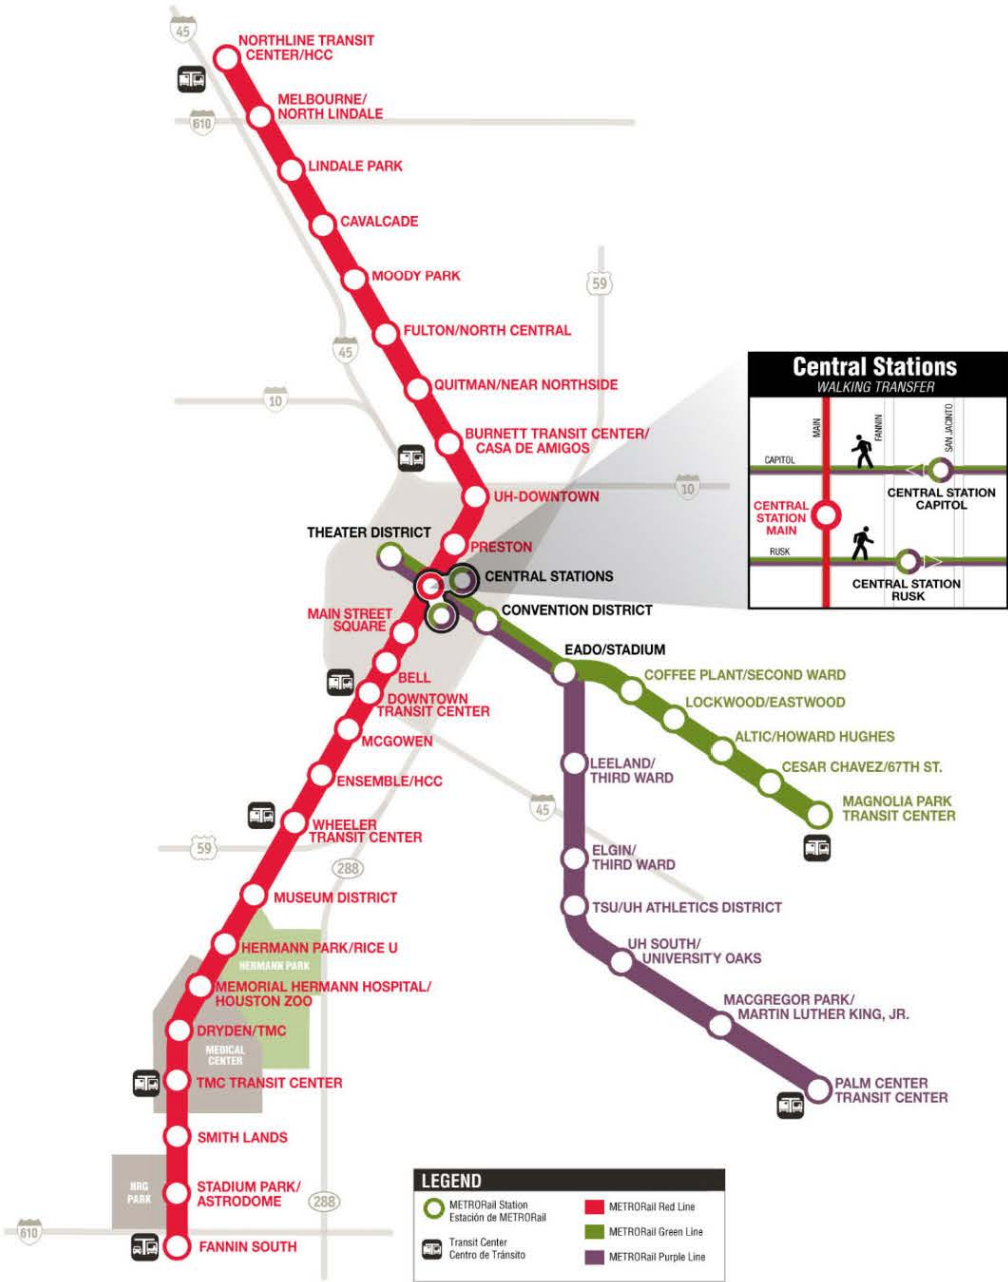 45
NORTHLINE TRANSIT
CENTER/HCC
MELBOURNE/
NORTH LINDALE
610
LINDALE PARK
CAVALCADE
MOODY PARK
59
FULTON/NORTH CENTRAL
45
QUITMAN/NEAR NORTHSIDE
10
BURNETT TRANSIT CENTER/
CASA DE AMIGOS
UH-DOWNTOWN
10
THEATER DISTRICT
PRESTON
CENTRAL STATIONS
Central Stations
WALKING TRANSFER
MAIN
FANNIN
SAN JACINTO
CAPITOL
CENTRAL STATION
CAPITOL
CENTRAL
STATION
MAIN
RUSK
CENTRAL STATION
RUSK
MAIN STREET
SQUARE
CONVENTION DISTRICT
EADO/STADIUM
BELL
COFFEE PLANT/SECOND WARD
DOWNTOWN
TRANSIT CENTER
LOCKWOOD/EASTWOOD
MCGOWEN
ALTIC/HOWARD HUGHES
LEELAND/
THIRD WARD
CESAR CHAVEZ/67TH ST.
ENSEMBLE/HCC
45
MAGNOLIA PARK
TRANSIT CENTER
WHEELER
TRANSIT CENTER
59
288
ELGIN/
THIRD WARD
MUSEUM DISTRICT
TSU/UH ATHLETICS DISTRICT
HERMANN PARK/RICE U
HERMANN PARK
UH SOUTH/
UNIVERSITY OAKS
MEMORIAL HERMANN HOSPITAL/
HOUSTON ZOO
MACGREGOR PARK/
MARTIN LUTHER KING, JR.
DRYDEN/TMC
MEDICAL
CENTER
TMC TRANSIT CENTER
PALM CENTER
TRANSIT CENTER
SMITH LANDS
NRG
PARK
STADIUM PARK/
ASTRODOME
288
610
FANNIN SOUTH
LEGEND
METRORail Station
Estación de METRORail
Transit Center
Centro de Tránsito
METRORail Red Line
METRORail Green Line
METRORail Purple Line